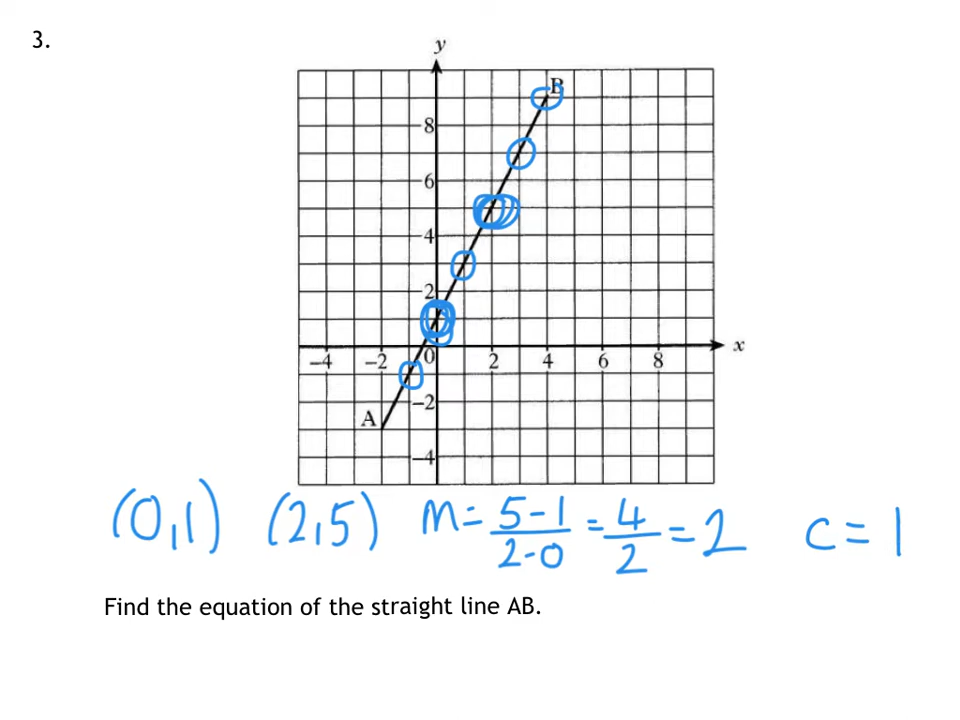 3.
y
B
8
6
4
2
-4 -2 0 2 4 6 8 x
-2
A
-4
(0,1) (2,5) m = 5-1/2-0 = 4/2 = 2 c = 1
Find the equation of the straight line AB.